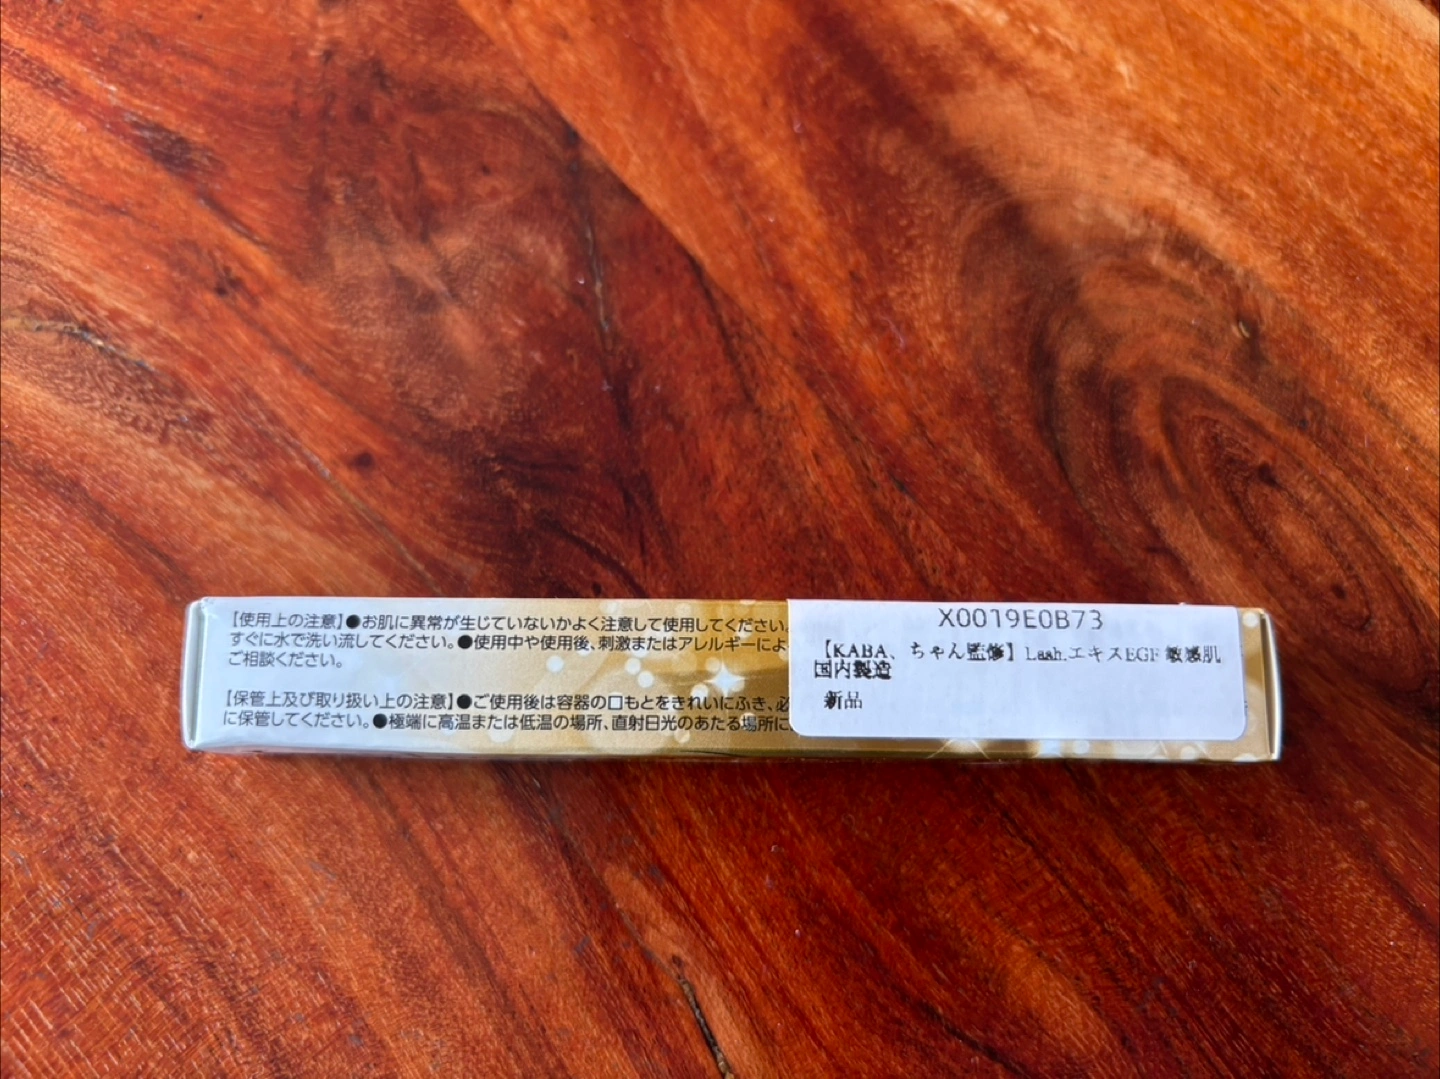 【使用上の注意】●お肌に異常が生じていないかよく注意して使用してください。
すぐに水で洗い流してください。●使用中や使用後、刺激またはアレルギーによ
ご相談ください。
【保管上及び取り扱い上の注意】●ご使用後は容器の口もとをきれいにふき、必
に保管してください。●極端に高温または低温の場所、直射日光のあたる場所に
X0019E0B73
【KABA、ちゃん監修】Lash エキスEGF 敏感肌
国内製造
新品